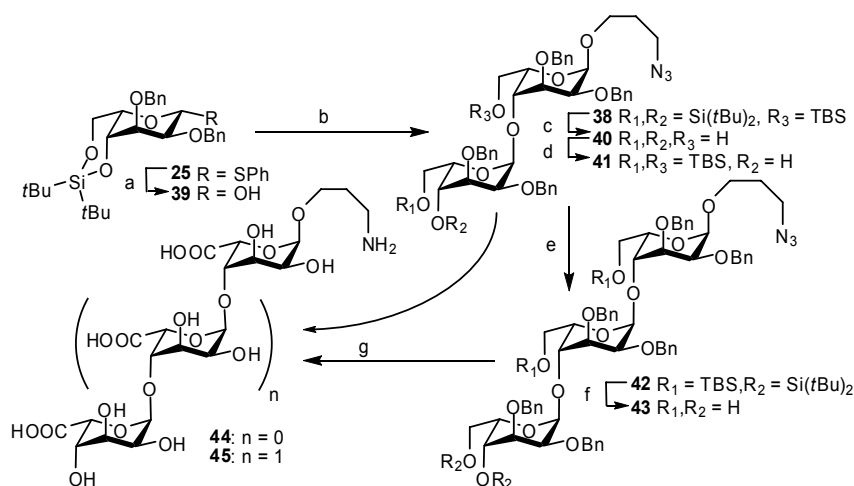 O
N3
OBn
O
R
OBn
O
O
Si
tBu
tBu
a
25 R = SPh
39 R = OH
b
OBn
O
OBn
R3O
O
OBn
O
OBn
R1O
OR2
c
d
38 R1,R2 = Si(tBu)2, R3 = TBS
40 R1,R2,R3 = H
41 R1,R3 = TBS, R2 = H
e
O
N3
OBn
O
OBn
R1O
O
OBn
O
OBn
R1O
O
OBn
O
OBn
R2O
OR2
f
42 R1 = TBS,R2 = Si(tBu)2
43 R1,R2 = H
g
O
NH2
HOOC
HO
O
OH
O
HOOC
HO
O
OH
O
n
HOOC
OH
O
OH
OH
44: n = 0
45: n = 1